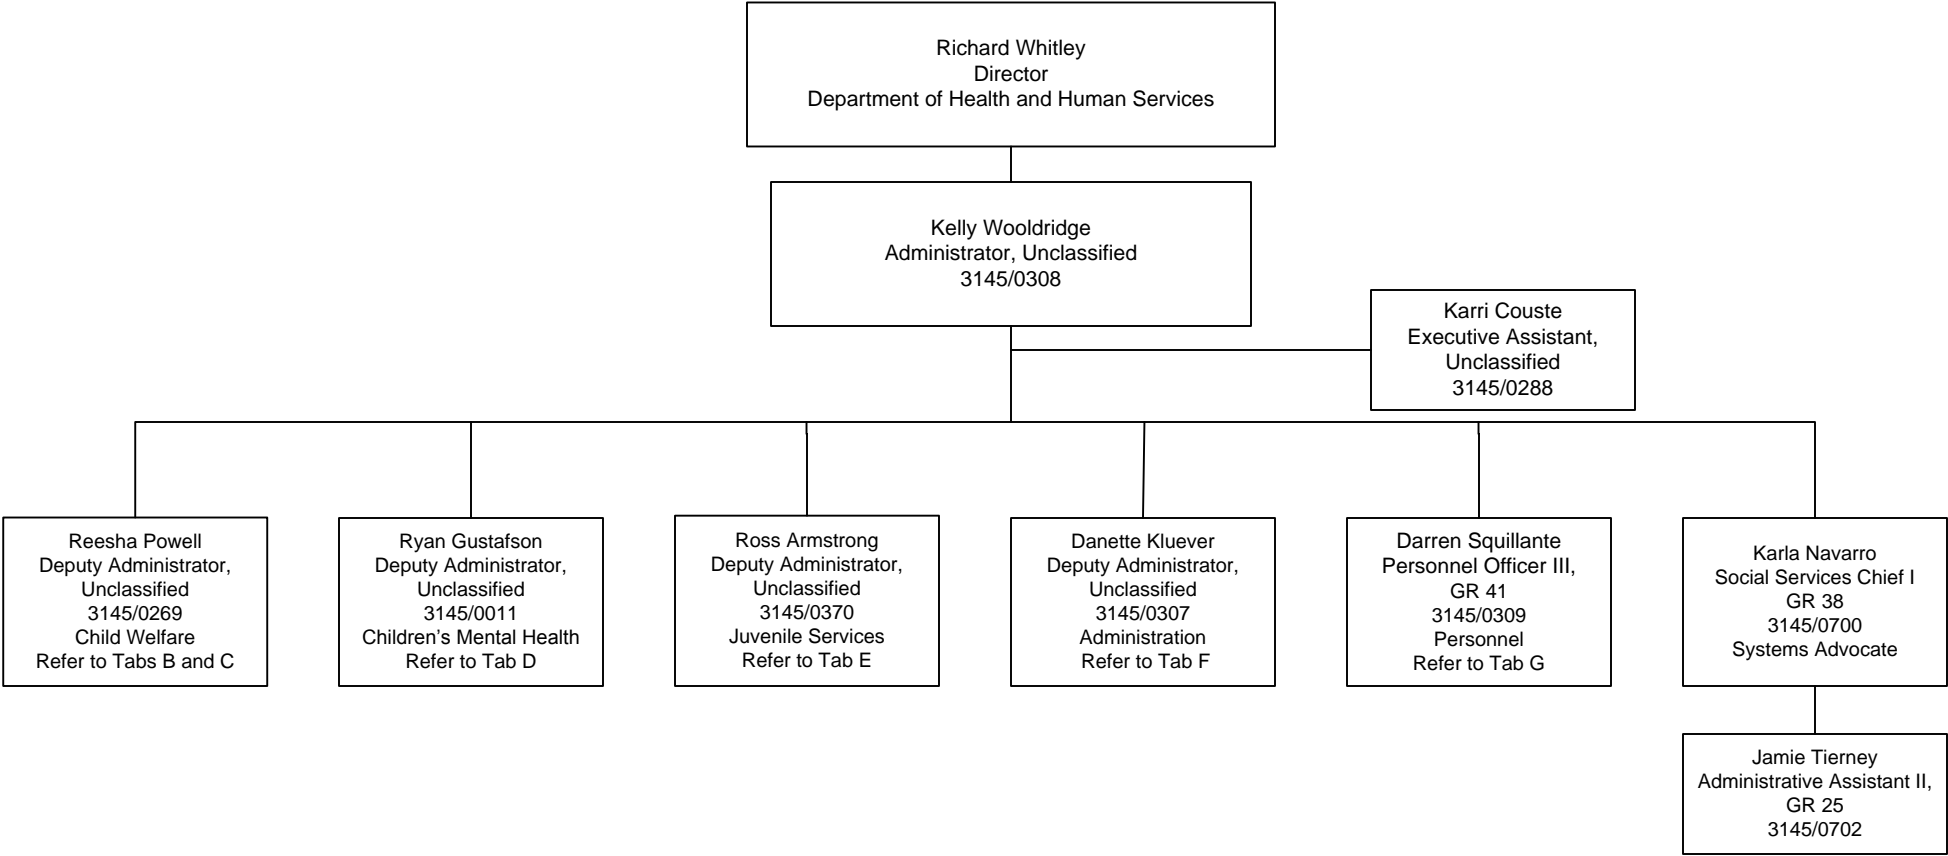 Richard Whitley
Director
Department of Health and Human Services
Kelly Wooldridge
Administrator, Unclassified
3145/0308
Karri Couste
Executive Assistant,
Unclassified
3145/0288
Reesha Powell
Deputy Administrator,
Unclassified
3145/0269
Child Welfare
Refer to Tabs B and C
Ryan Gustafson
Deputy Administrator,
Unclassified
3145/0011
Children’s Mental Health
Refer to Tab D
Ross Armstrong
Deputy Administrator,
Unclassified
3145/0370
Juvenile Services
Refer to Tab E
Danette Kluever
Deputy Administrator,
Unclassified
3145/0307
Administration
Refer to Tab F
Darren Squillante
Personnel Officer III,
GR 41
3145/0309
Personnel
Refer to Tab G
Karla Navarro
Social Services Chief I
GR 38
3145/0700
Systems Advocate
Jamie Tierney
Administrative Assistant II,
GR 25
3145/0702